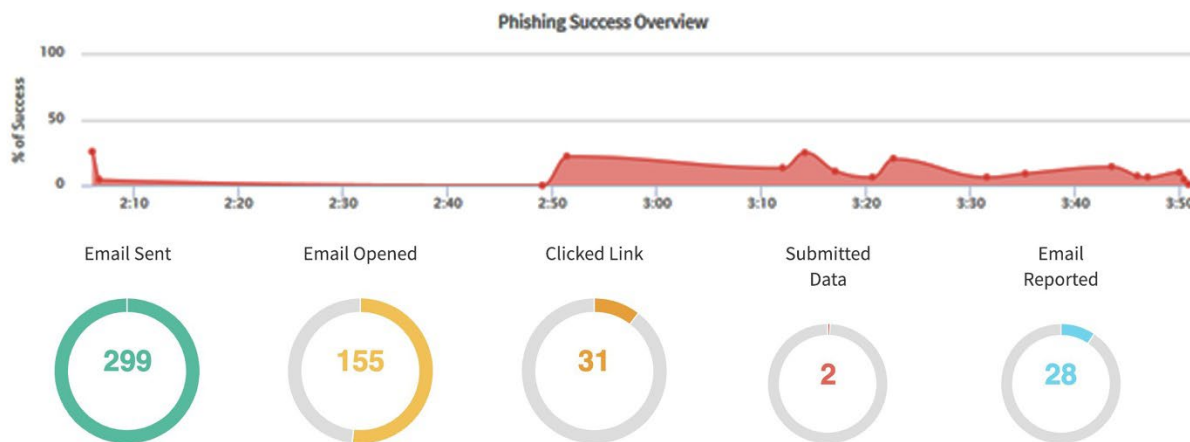 Phishing Success Overview
100
50
0
% of Success
2:10 2:20 2:30 2:40 2:50 3:00 3:10 3:20 3:30 3:40 3:50
Email Sent
Email Opened
Clicked Link
Submitted
Data
Email
Reported
299
155
31
2
28